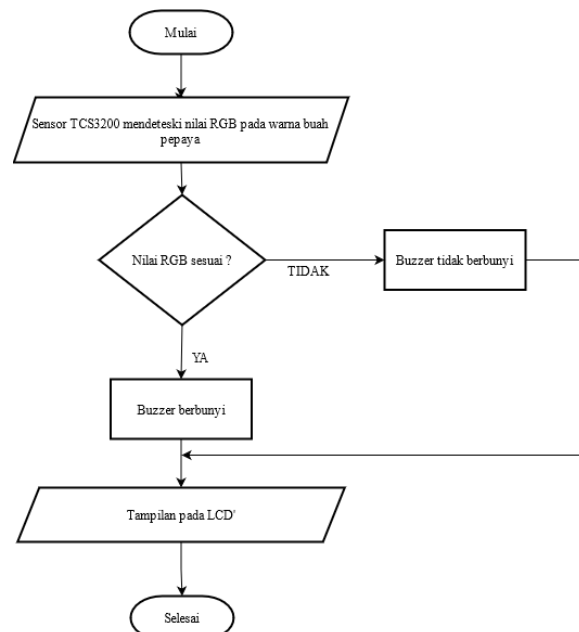 Mulai
Sensor TCS3200 mendeteski nilai RGB pada warna buah
pepaya
Nilai RGB sesuai ?
TIDAK
Buzzer tidak berbunyi
YA
Buzzer berbunyi
Tampilan pada LCD'
Selesai